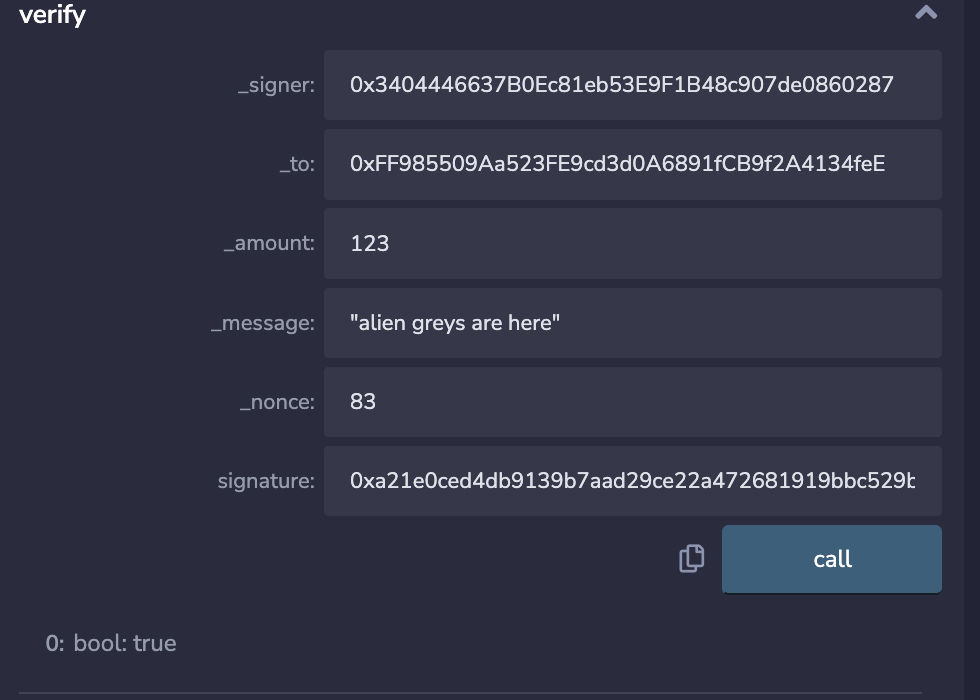 verify
_signer: 0x3404446637B0Ec81eb53E9F1B48c907de0860287
_to: 0xFF985509Aa523FE9cd3d0A6891fCB9f2A4134feE
_amount: 123
_message: "alien greys are here"
_nonce: 83
signature: 0xa21e0ced4db9139b7aad29ce22a472681919bbc529b
call
0: bool: true